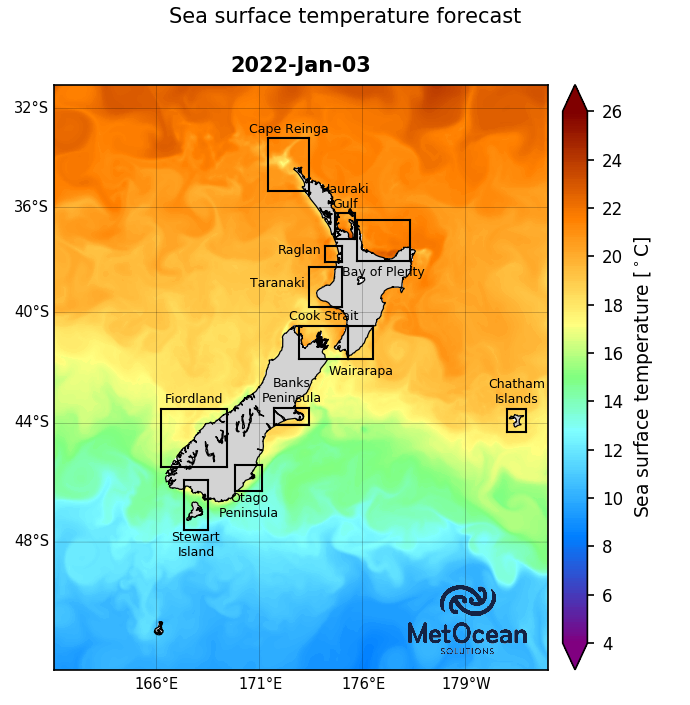 Sea surface temperature forecast
2022-Jan-03
32°S
36°S
40°S
44°S
48°S
Cape Reinga
Hauraki
Gulf
Raglan
Bay of Plenty
Taranaki
Cook Strait
Wairarapa
Banks
Peninsula
Chatham
Islands
Fiordland
Otago
Peninsula
Stewart
Island
MetOcean
SOLUTIONS
166°E
171°E
176°E
179°W
26
24
22
20
18
16
14
12
10
8
6
4
Sea surface temperature [°C]